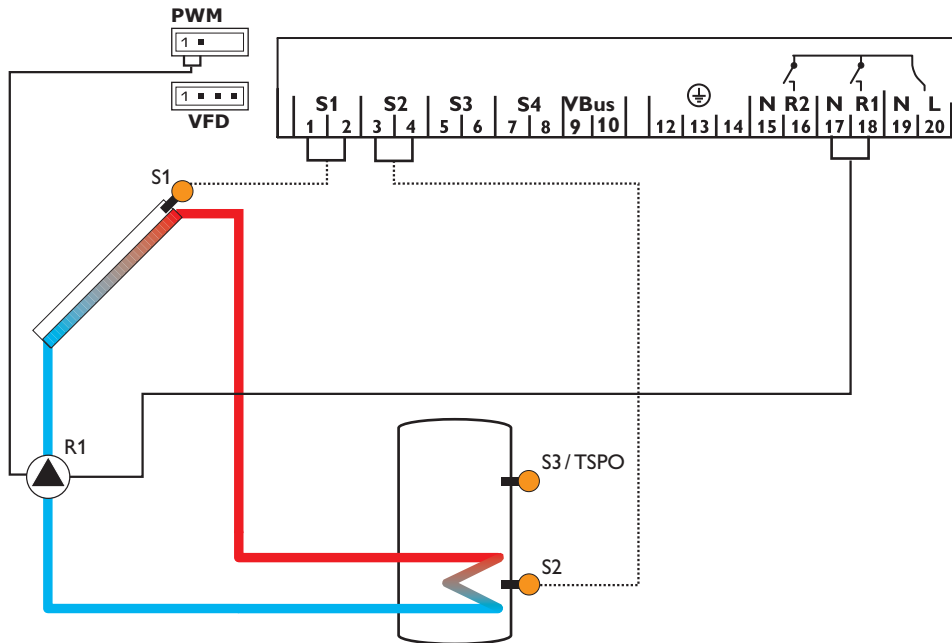 PWM
1
1
VFD
S1 S2 S3 S4 VBus N R2 N R1 N L
1 2 3 4 5 6 7 8 9 10 12 13 14 15 16 17 18 19 20
S1
R1
S3 / TSPO
S2